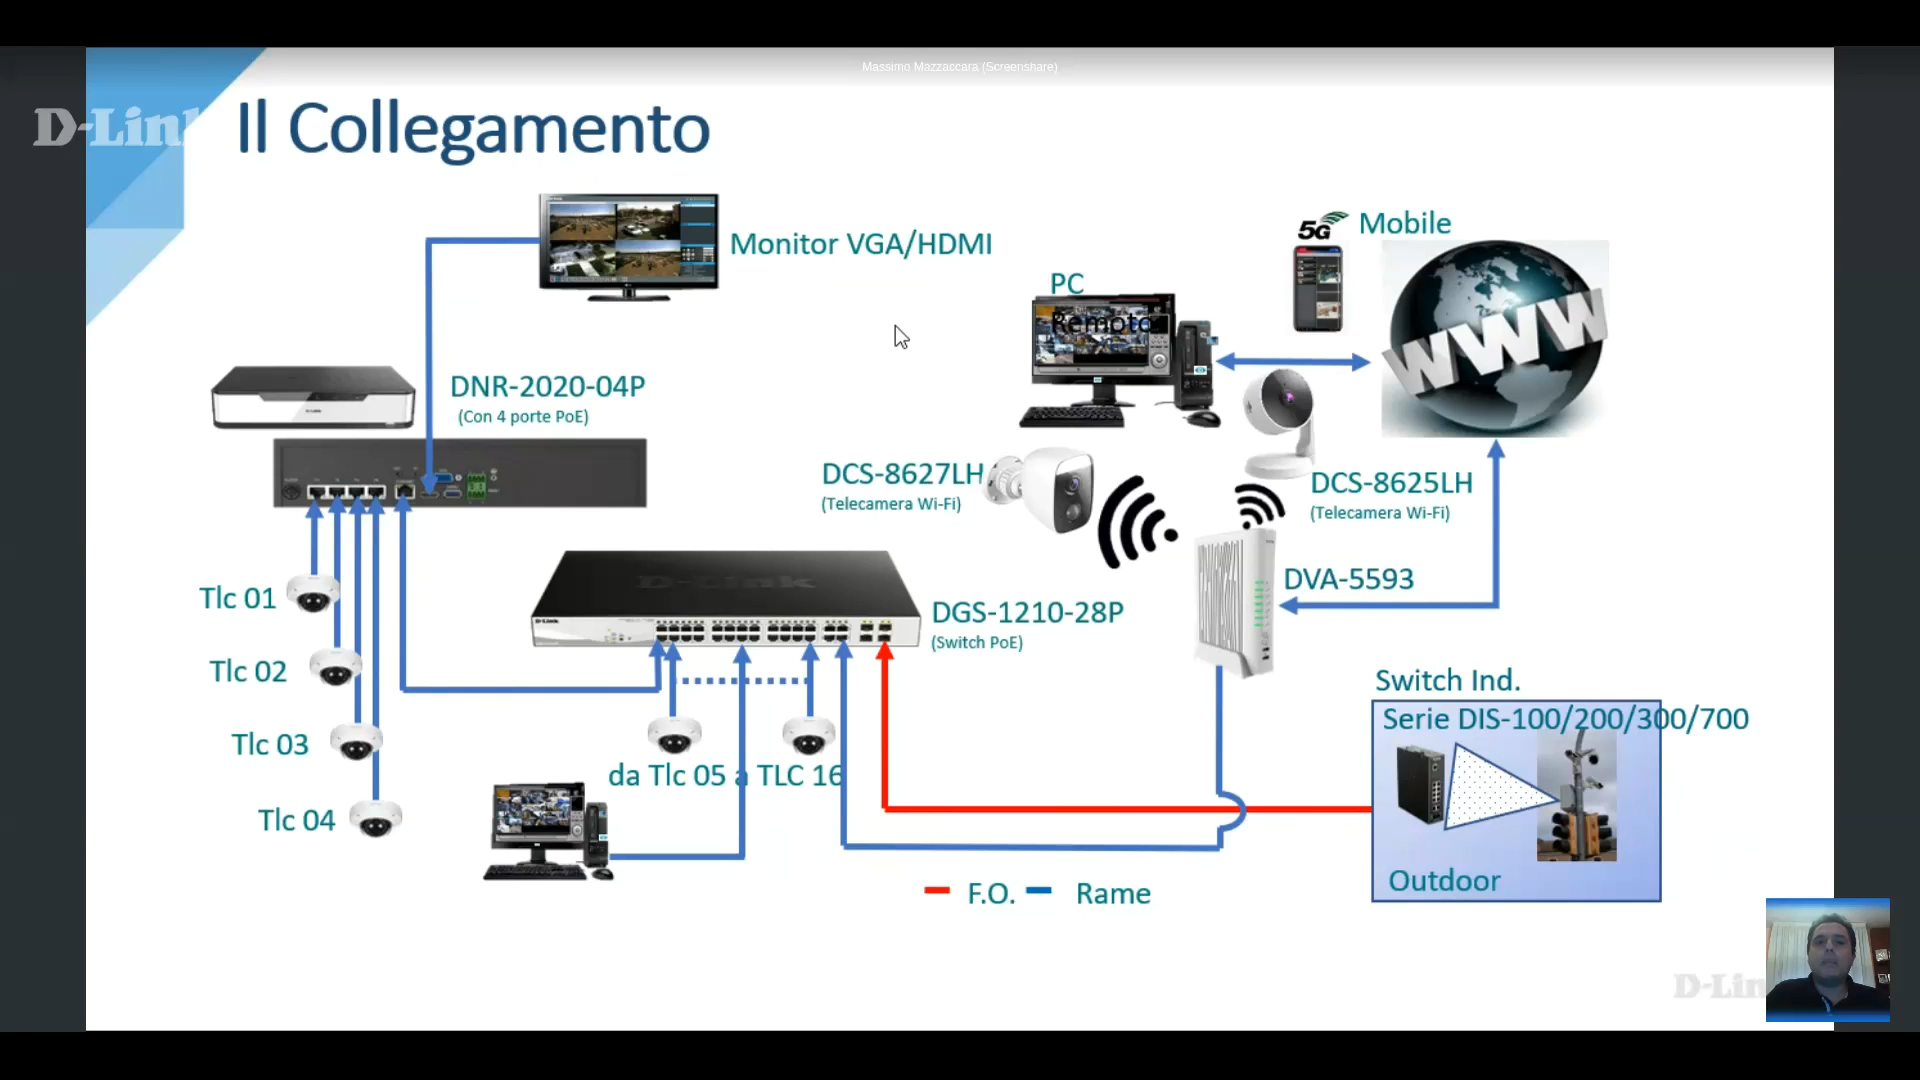 Massimo Mazzaccara (Screenshare)
D-Link
Il Collegamento
Monitor VGA/HDMI
5G
Mobile
PC
Remoto
WWW
DNR-2020-04P
(Con 4 porte PoE)
DCS-8627LH
(Telecamera Wi-Fi)
DCS-8625LH
(Telecamera Wi-Fi)
Tlc 01
Tlc 02
Tlc 03
Tlc 04
D-Link
D-Link
DGS-1210-28P
(Switch PoE)
DVA-5593
da Tlc 05 a TLC 16
Switch Ind.
Serie DIS-100/200/300/700
Outdoor
F.O.
Rame
D-Lin